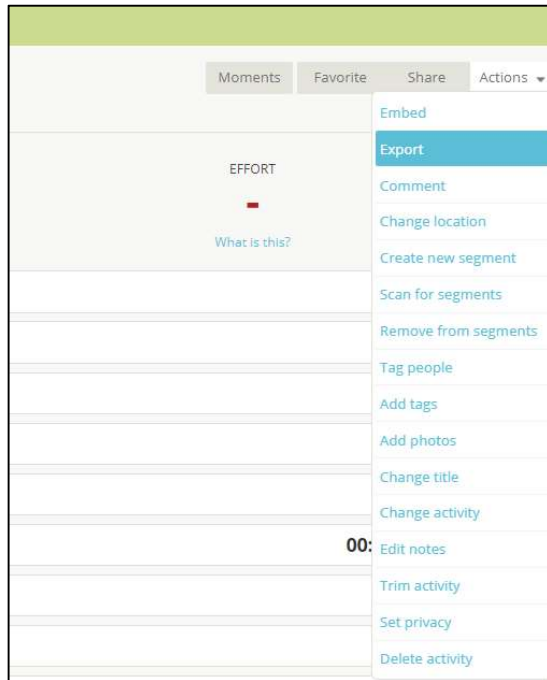 Moments Favorite Share Actions
Embed
Export
EFFORT
-
What is this?
Comment
Change location
Create new segment
Scan for segments
Remove from segments
Tag people
Add tags
Add photos
Change title
Change activity
00:
Edit notes
Trim activity
Set privacy
Delete activity